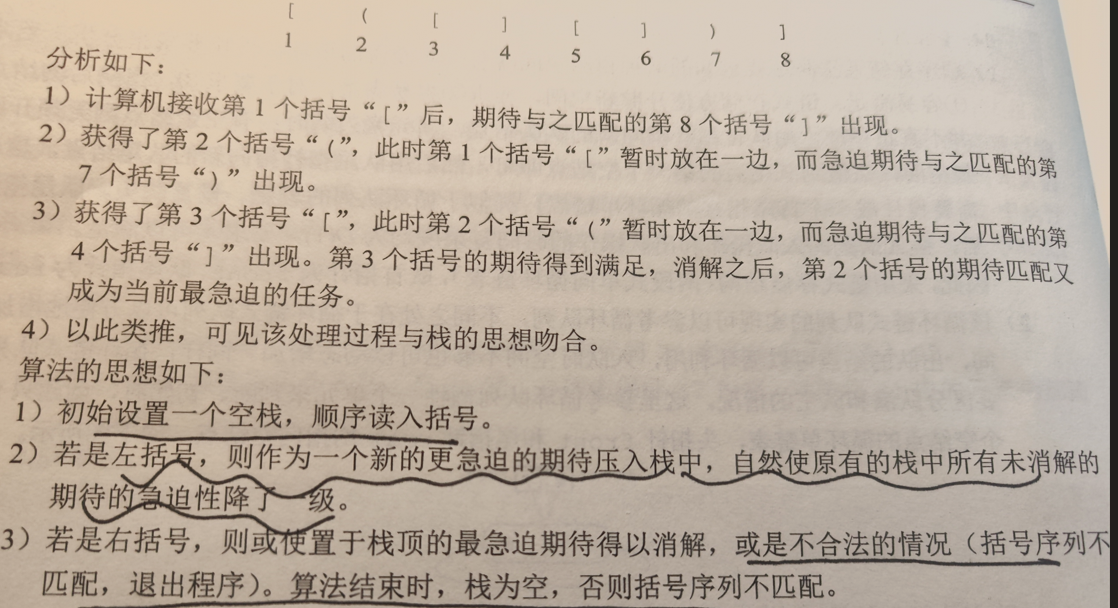 [ ( [ ] [ ] ) ]
1 2 3 4 5 6 7 8
分析如下：
1）计算机接收第 1 个括号“[”后，期待与之匹配的第 8 个括号“]”出现。
2）获得了第 2 个括号“(”，此时第 1 个括号“[”暂时放在一边，而急迫期待与之匹配的第
7 个括号“)”出现。
3）获得了第 3 个括号“[”，此时第 2 个括号“(”暂时放在一边，而急迫期待与之匹配的第
4 个括号“]”出现。第 3 个括号的期待得到满足，消解之后，第 2 个括号的期待匹配又
成为当前最急迫的任务。
4）以此类推，可见该处理过程与栈的思想吻合。
算法的思想如下：
1）初始设置一个空栈，顺序读入括号。
2）若是左括号，则作为一个新的更急迫的期待压入栈中，自然使原有的栈中所有未消解的
期待的急迫性降了一级。
3）若是右括号，则或使置于栈顶的最急迫期待得以消解，或是不合法的情况（括号序列不
匹配，退出程序）。算法结束时，栈为空，否则括号序列不匹配。